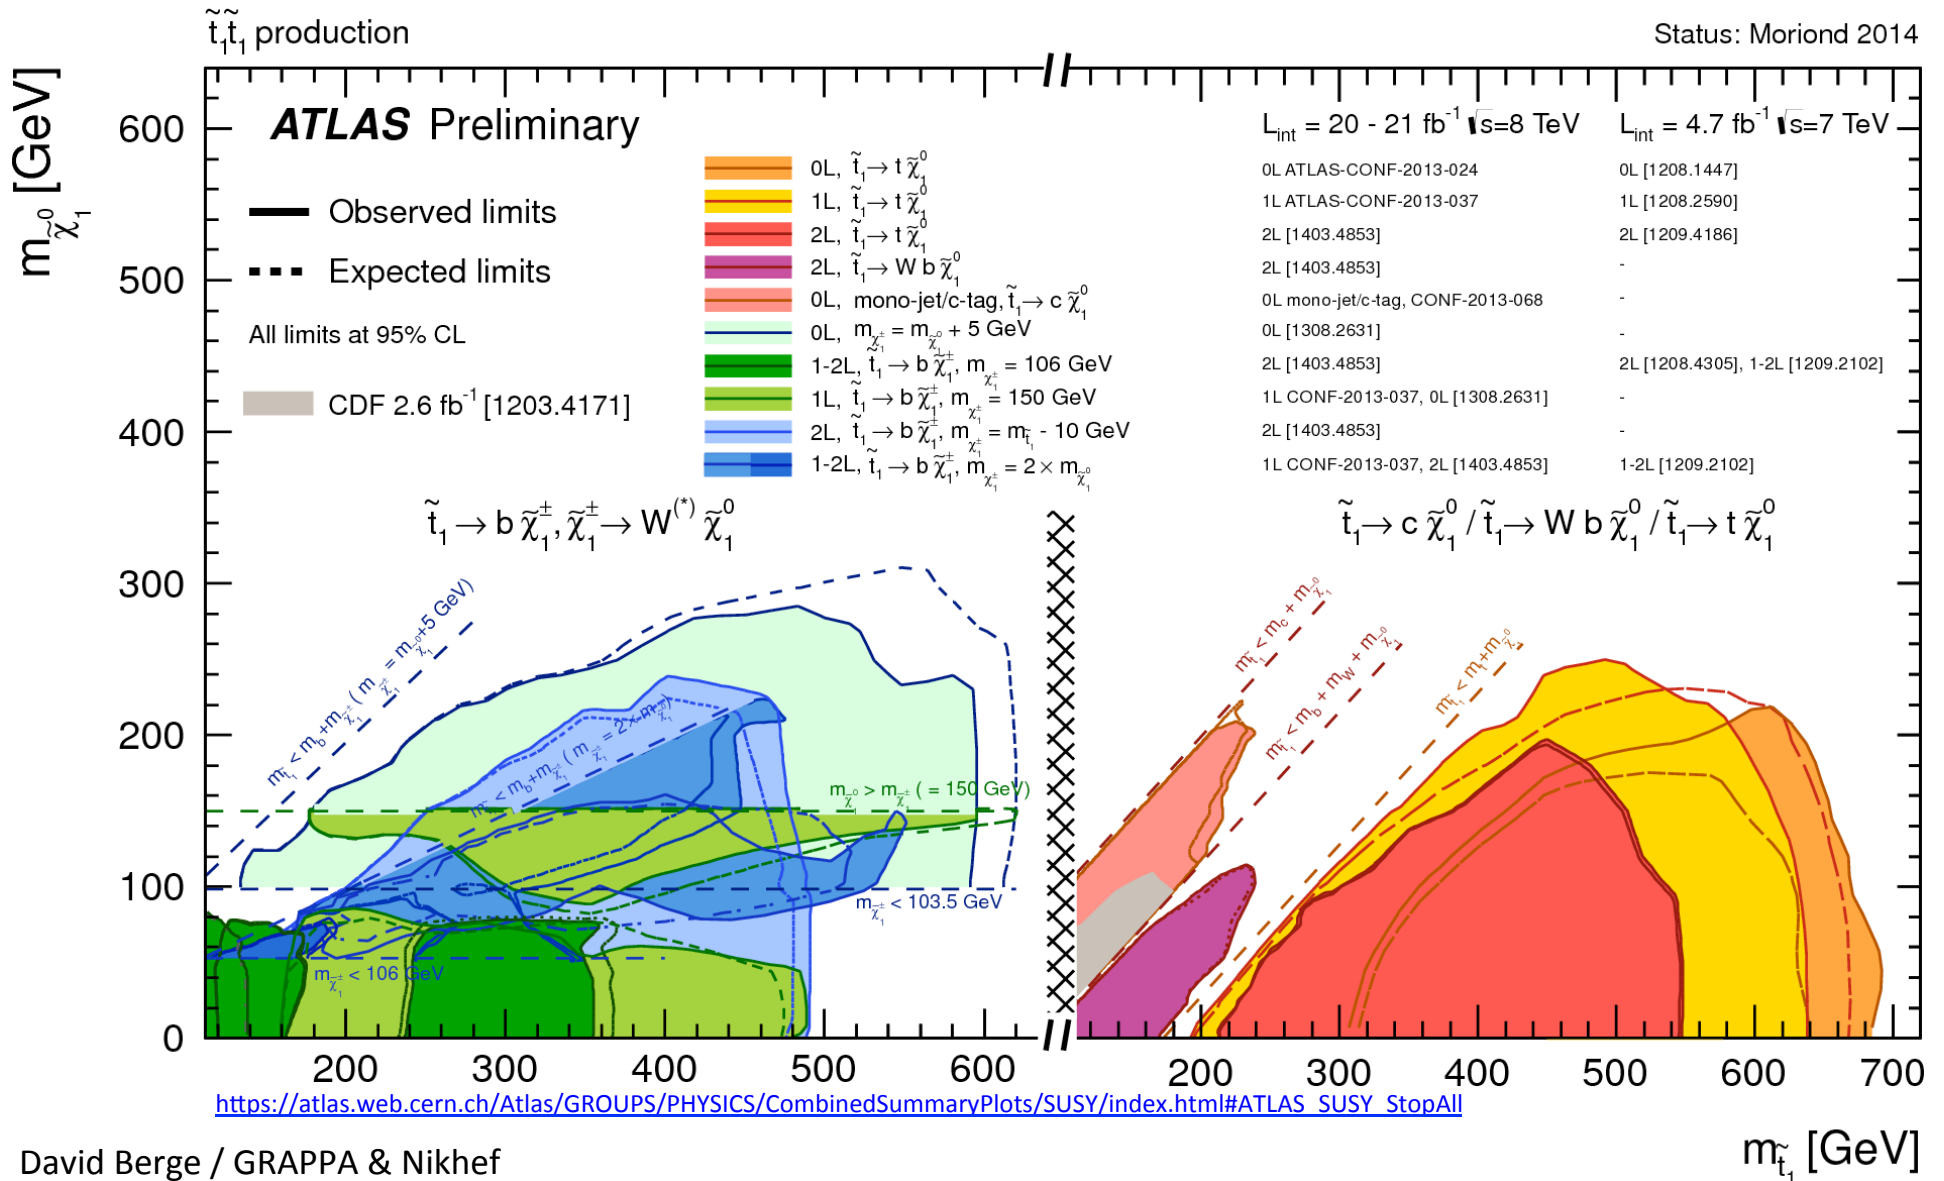 t̃₁t̃₁ production
Status: Moriond 2014
m_χ̃₁⁰ [GeV]
ATLAS Preliminary
L_int = 20 - 21 fb⁻¹ √s=8 TeV
L_int = 4.7 fb⁻¹ √s=7 TeV
Observed limits
Expected limits
All limits at 95% CL
CDF 2.6 fb⁻¹ [1203.4171]
0L, t̃₁ → t χ̃₁⁰
0L ATLAS-CONF-2013-024
0L [1208.1447]
1L, t̃₁ → t χ̃₁⁰
1L ATLAS-CONF-2013-037
1L [1208.2590]
2L, t̃₁ → t χ̃₁⁰
2L [1403.4853]
2L [1209.4186]
2L, t̃₁ → W b χ̃₁⁰
2L [1403.4853]
-
0L, mono-jet/c-tag, t̃₁ → c χ̃₁⁰
0L mono-jet/c-tag, CONF-2013-068
-
0L, m_χ̃₁± = m_χ̃₁⁰ + 5 GeV
0L [1308.2631]
-
1-2L, t̃₁ → b χ̃₁±, m_χ̃₁± = 106 GeV
2L [1403.4853]
2L [1208.4305], 1-2L [1209.2102]
1L, t̃₁ → b χ̃₁±, m_χ̃₁± = 150 GeV
1L CONF-2013-037, 0L [1308.2631]
-
2L, t̃₁ → b χ̃₁±, m_χ̃₁± = m_t̃₁ - 10 GeV
2L [1403.4853]
-
1-2L, t̃₁ → b χ̃₁±, m_χ̃₁± = 2 × m_χ̃₁⁰
1L CONF-2013-037, 2L [1403.4853]
1-2L [1209.2102]
t̃₁ → b χ̃₁±, χ̃₁± → W(*) χ̃₁⁰
t̃₁ → c χ̃₁⁰ / t̃₁ → W b χ̃₁⁰ / t̃₁ → t χ̃₁⁰
m_t̃₁ < m_b + m_χ̃₁± ( m_χ̃₁± = m_χ̃₁⁰ + 5 GeV)
m_t̃₁ < m_b + m_χ̃₁± ( m_χ̃₁± = 2 × m_χ̃₁⁰ )
m_χ̃₁⁰ > m_χ̃₁± ( = 150 GeV)
m_χ̃₁± < 103.5 GeV
m_χ̃₁± < 106 GeV
m_t̃₁ < m_c + m_χ̃₁⁰
m_t̃₁ < m_b + m_W + m_χ̃₁⁰
m_t̃₁ < m_t + m_χ̃₁⁰
600
500
400
300
200
100
0
200 300 400 500 600
200 300 400 500 600 700
https://atlas.web.cern.ch/Atlas/GROUPS/PHYSICS/CombinedSummaryPlots/SUSY/index.html#ATLAS_SUSY_StopAll
m_t̃₁ [GeV]
David Berge / GRAPPA & Nikhef